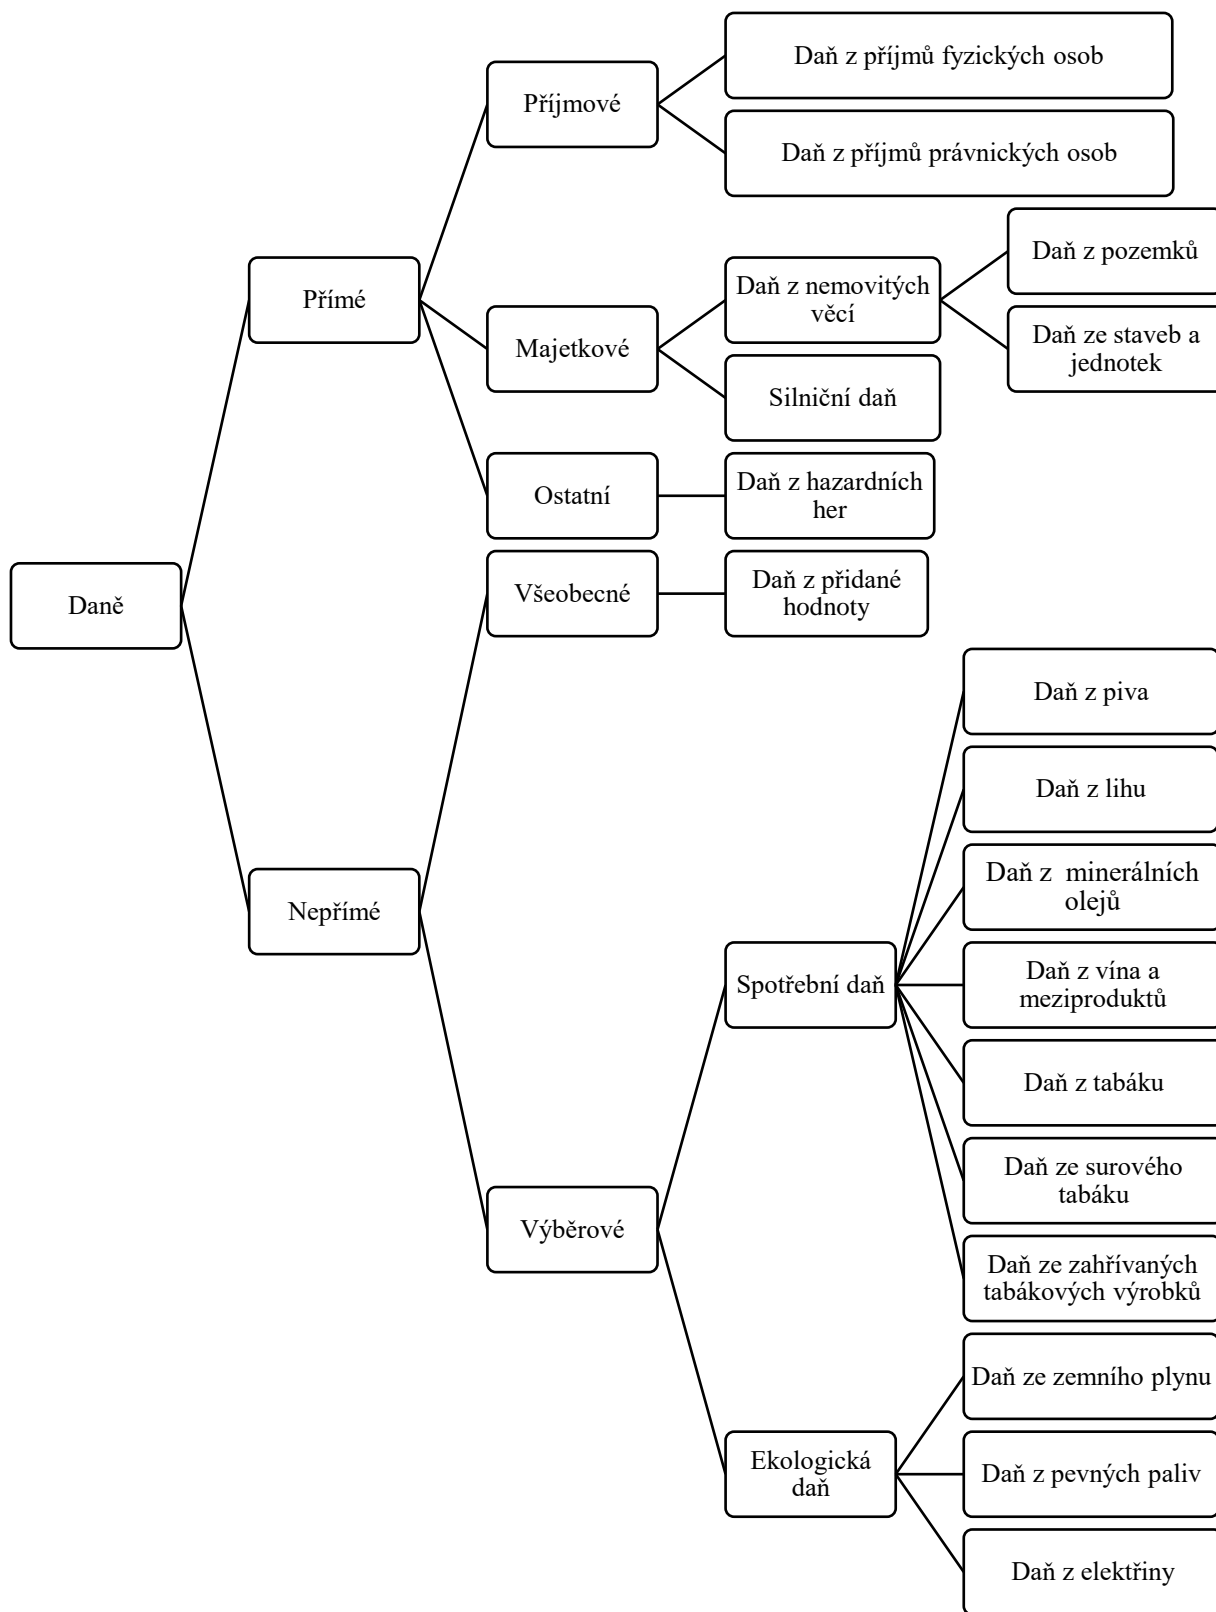 Daň z příjmů fyzických osob
Příjmové
Daň z příjmů právnických osob
Daň z pozemků
Přímé
Daň z nemovitých
věcí
Majetkové
Daň ze staveb a
jednotek
Silniční daň
Ostatní
Daň z hazardních
her
Daně
Všeobecné
Daň z přidané
hodnoty
Daň z piva
Daň z lihu
Nepřímé
Daň z  minerálních
olejů
Spotřební daň
Daň z vína a
meziproduktů
Daň z tabáku
Daň ze surového
tabáku
Výběrové
Daň ze zahřívaných
tabákových výrobků
Daň ze zemního plynu
Ekologická
daň
Daň z pevných paliv
Daň z elektřiny